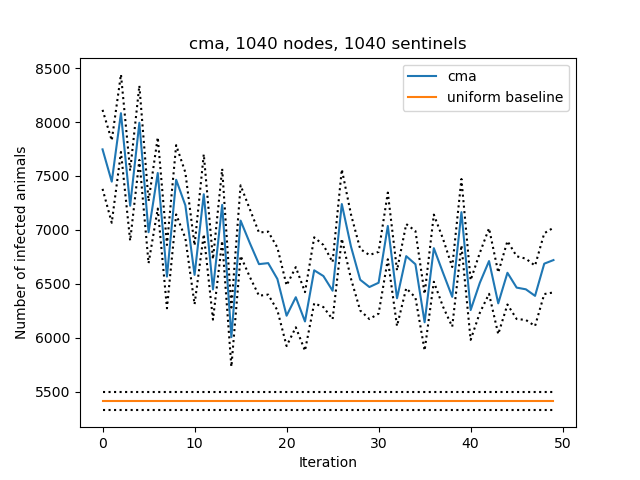 cma, 1040 nodes, 1040 sentinels
cma
uniform baseline
Number of infected animals
8500
8000
7500
7000
6500
6000
5500
0 10 20 30 40 50
Iteration